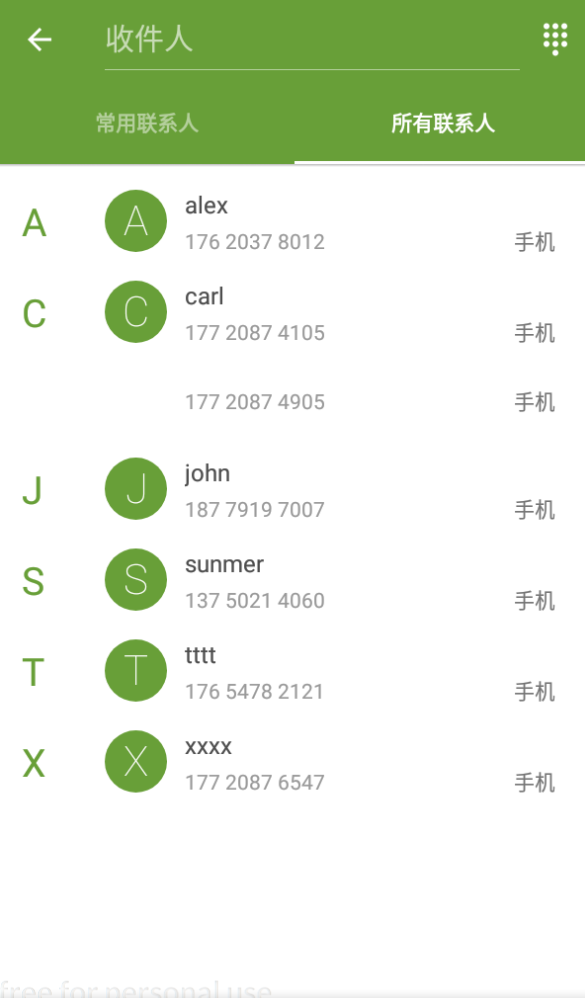 收件人
常用联系人 所有联系人
A A alex
176 2037 8012 手机
C C carl
177 2087 4105 手机
177 2087 4905 手机
J J john
187 7919 7007 手机
S S sunmer
137 5021 4060 手机
T T tttt
176 5478 2121 手机
X X xxxx
177 2087 6547 手机
free for personal use